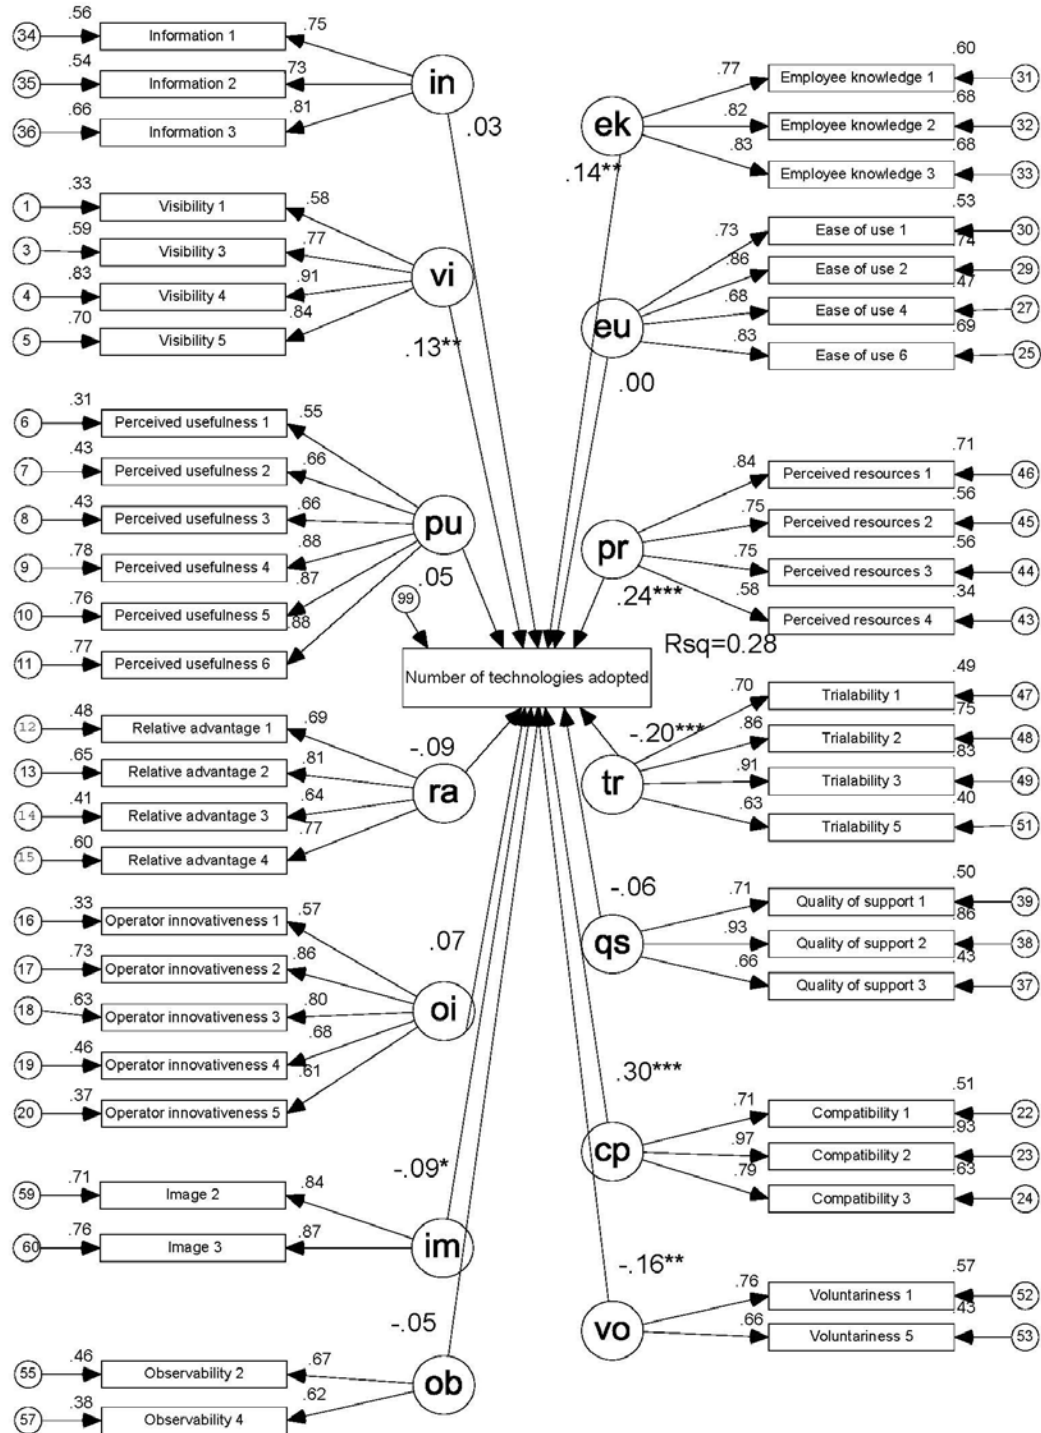 34 .56 Information 1 .75
35 .54 Information 2 .73
36 .66 Information 3 .81
in
.03
1 .33 Visibility 1 .58
3 .59 Visibility 3 .77
4 .83 Visibility 4 .91
5 .70 Visibility 5 .84
vi
.13**
6 .31 Perceived usefulness 1 .55
7 .43 Perceived usefulness 2 .66
8 .43 Perceived usefulness 3 .66
9 .78 Perceived usefulness 4 .88
10 .76 Perceived usefulness 5 .87
11 .77 Perceived usefulness 6 .88
pu
.05
99
12 .48 Relative advantage 1 .69
13 .65 Relative advantage 2 .81
14 .41 Relative advantage 3 .64
15 .60 Relative advantage 4 .77
ra
-.09
16 .33 Operator innovativeness 1 .57
17 .73 Operator innovativeness 2 .86
18 .63 Operator innovativeness 3 .80
19 .46 Operator innovativeness 4 .68
20 .37 Operator innovativeness 5 .61
oi
.07
59 .71 Image 2 .84
60 .76 Image 3 .87
im
-.09*
55 .46 Observability 2 .67
57 .38 Observability 4 .62
ob
-.05
Number of technologies adopted
Rsq=0.28
ek
.14**
.77 Employee knowledge 1 .60 31
.82 Employee knowledge 2 .68 32
.83 Employee knowledge 3 .68 33
eu
.00
.73 Ease of use 1 .53 30
.86 Ease of use 2 .74 29
.68 Ease of use 4 .47 27
.83 Ease of use 6 .69 25
pr
.24***
.84 Perceived resources 1 .71 46
.75 Perceived resources 2 .56 45
.75 Perceived resources 3 .56 44
.58 Perceived resources 4 .34 43
tr
-.20***
.70 Trialability 1 .49 47
.86 Trialability 2 .75 48
.91 Trialability 3 .83 49
.63 Trialability 5 .40 51
qs
-.06
.71 Quality of support 1 .50 39
.93 Quality of support 2 .86 38
.66 Quality of support 3 .43 37
cp
.30***
.71 Compatibility 1 .51 22
.97 Compatibility 2 .93 23
.79 Compatibility 3 .63 24
vo
-.16**
.76 Voluntariness 1 .57 52
.66 Voluntariness 5 .43 53